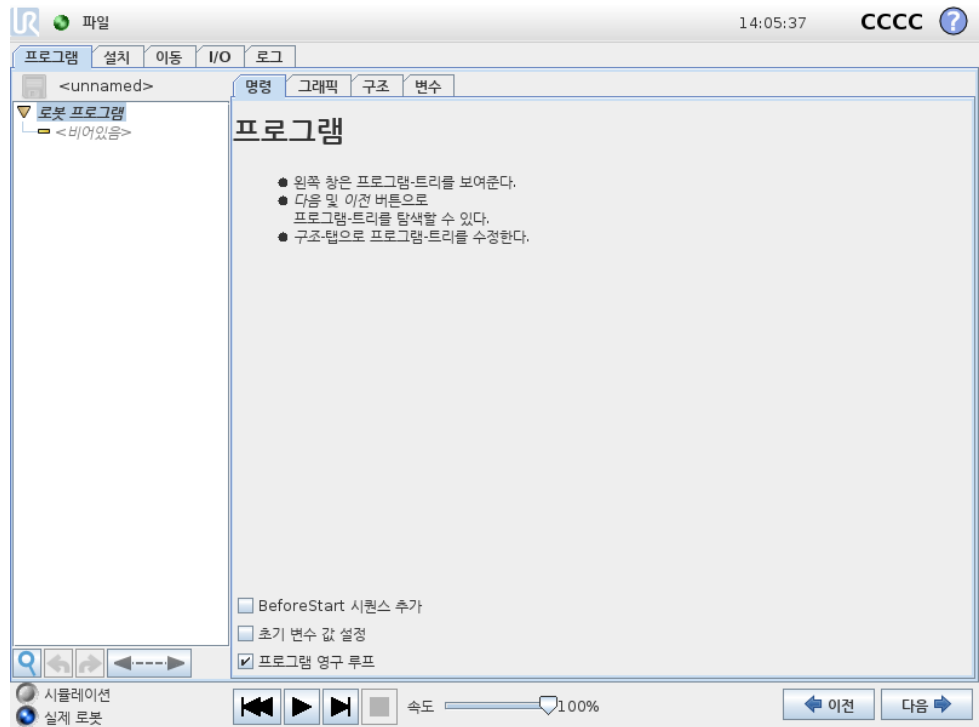 UR 파일 14:05:37 CCCC ?
프로그램 설치 이동 I/O 로그
<unnamed> 명령 그래픽 구조 변수
로봇 프로그램
<비어있음>
프로그램
왼쪽 창은 프로그램-트리를 보여준다.
다음 및 이전 버튼으로
프로그램-트리를 탐색할 수 있다.
구조-탭으로 프로그램-트리를 수정한다.
BeforeStart 시퀀스 추가
초기 변수 값 설정
프로그램 영구 루프
시뮬레이션
실제 로봇
속도 100% 이전 다음